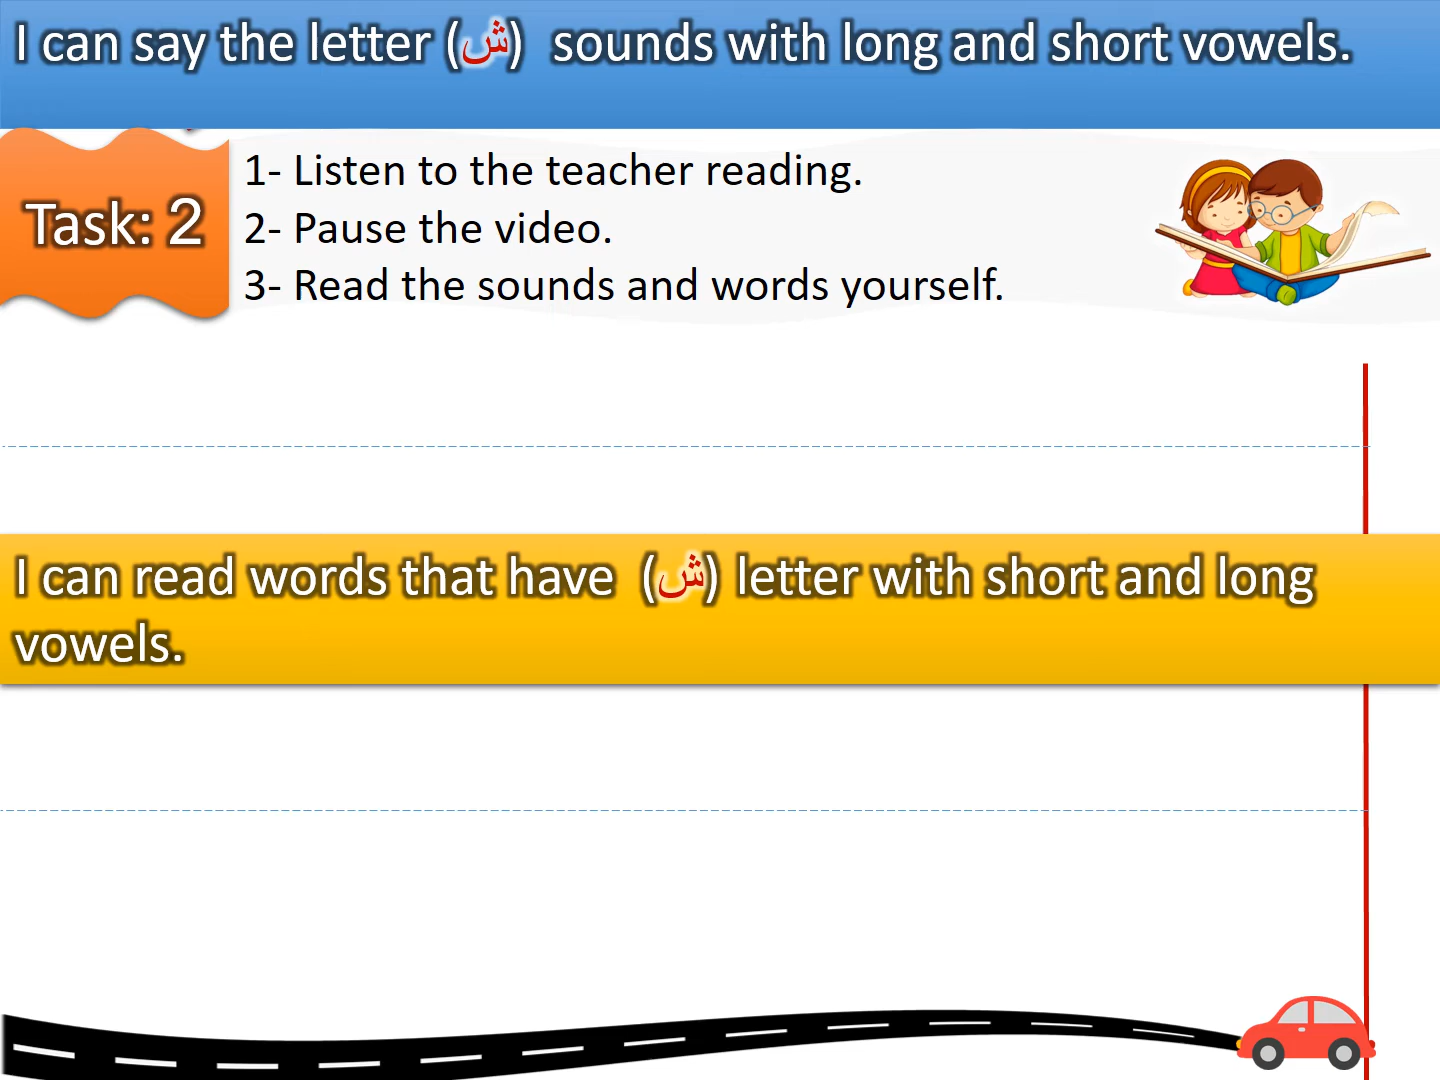 I can say the letter (ش) sounds with long and short vowels.
Task: 2
1- Listen to the teacher reading.
2- Pause the video.
3- Read the sounds and words yourself.
I can read words that have (ش) letter with short and long
vowels.